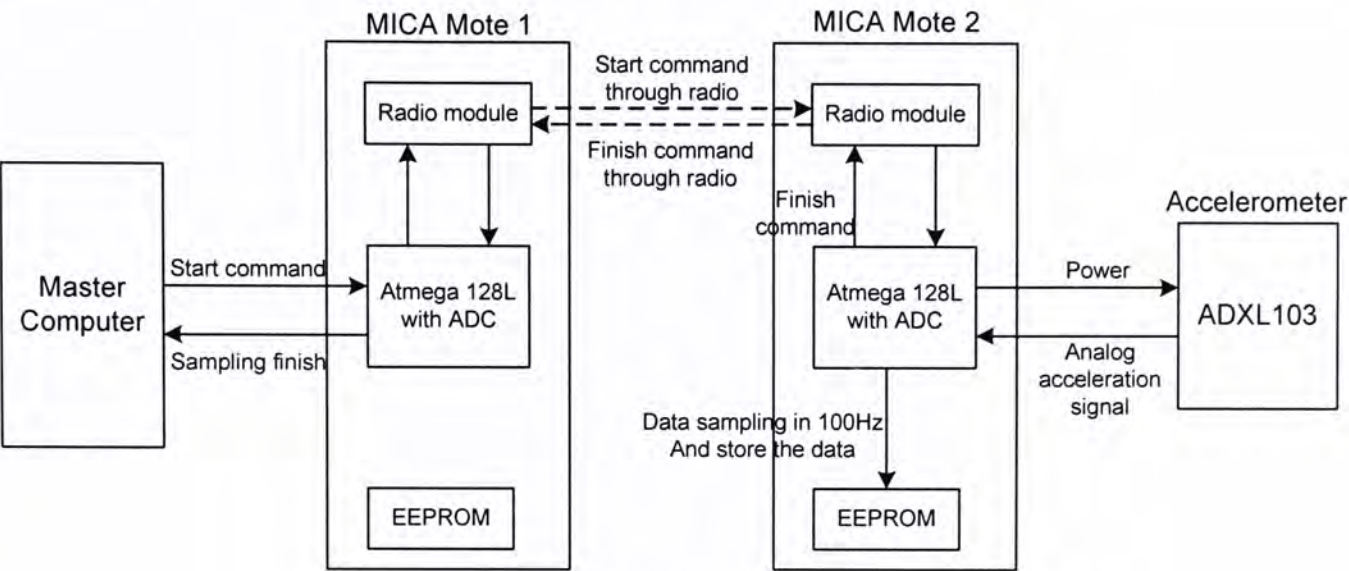 MICA Mote 1
MICA Mote 2
Radio module
Start command
through radio
Radio module
Finish command
through radio
Finish
command
Accelerometer
Master
Computer
Start command
Sampling finish
Atmega 128L
with ADC
Atmega 128L
with ADC
Power
Analog
acceleration
signal
ADXL103
Data sampling in 100Hz
And store the data
EEPROM
EEPROM